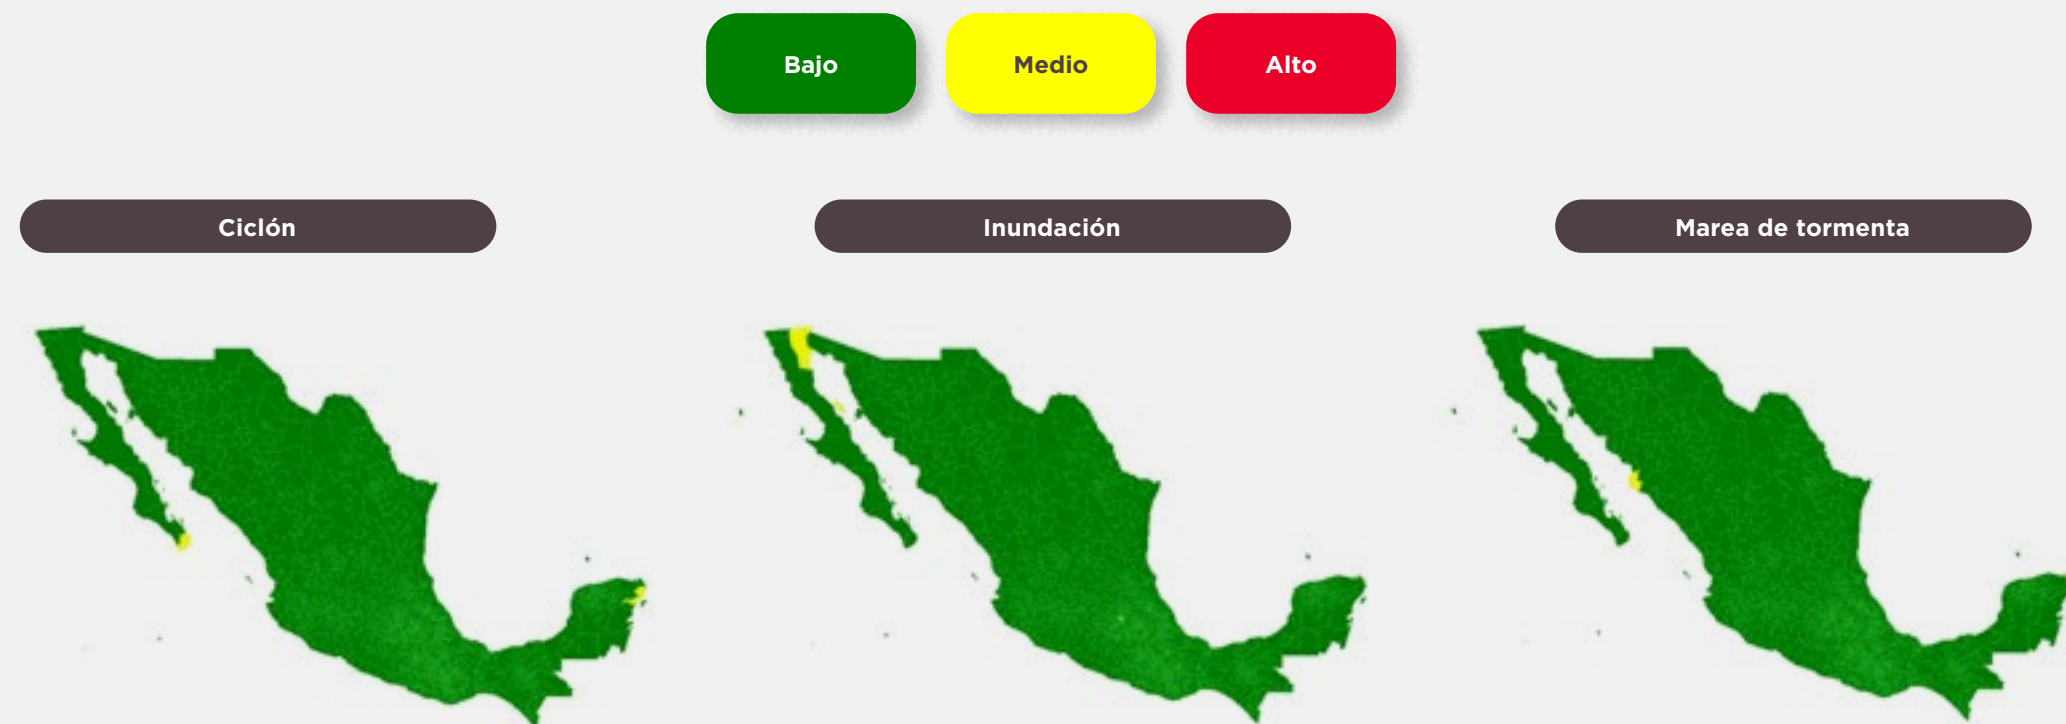 Bajo
Medio
Alto
Ciclón
Inundación
Marea de tormenta